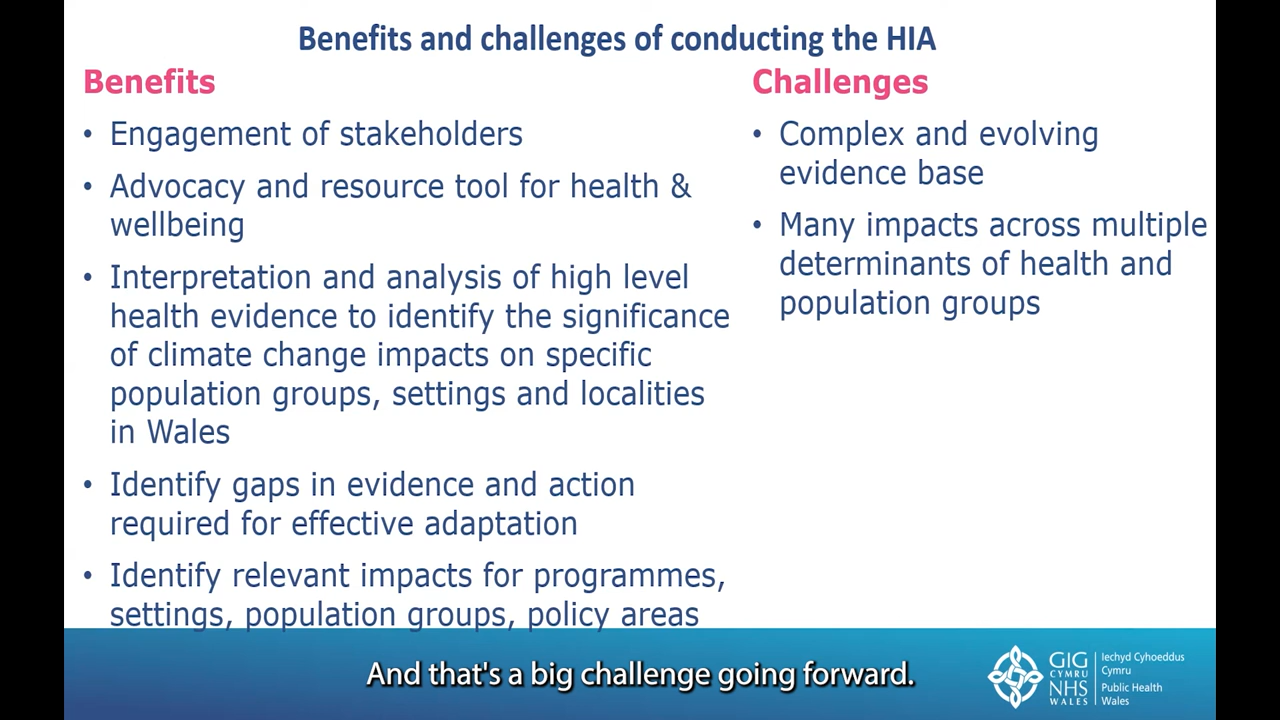 Benefits and challenges of conducting the HIA
Benefits
• Engagement of stakeholders
• Advocacy and resource tool for health &
wellbeing
• Interpretation and analysis of high level
health evidence to identify the significance
of climate change impacts on specific
population groups, settings and localities
in Wales
• Identify gaps in evidence and action
required for effective adaptation
• Identify relevant impacts for programmes,
settings, population groups, policy areas
Challenges
• Complex and evolving
evidence base
• Many impacts across multiple
determinants of health and
population groups
And that's a big challenge going forward.
GIG
CYMRU
NHS
WALES
Iechyd Cyhoeddus
Cymru
Public Health
Wales